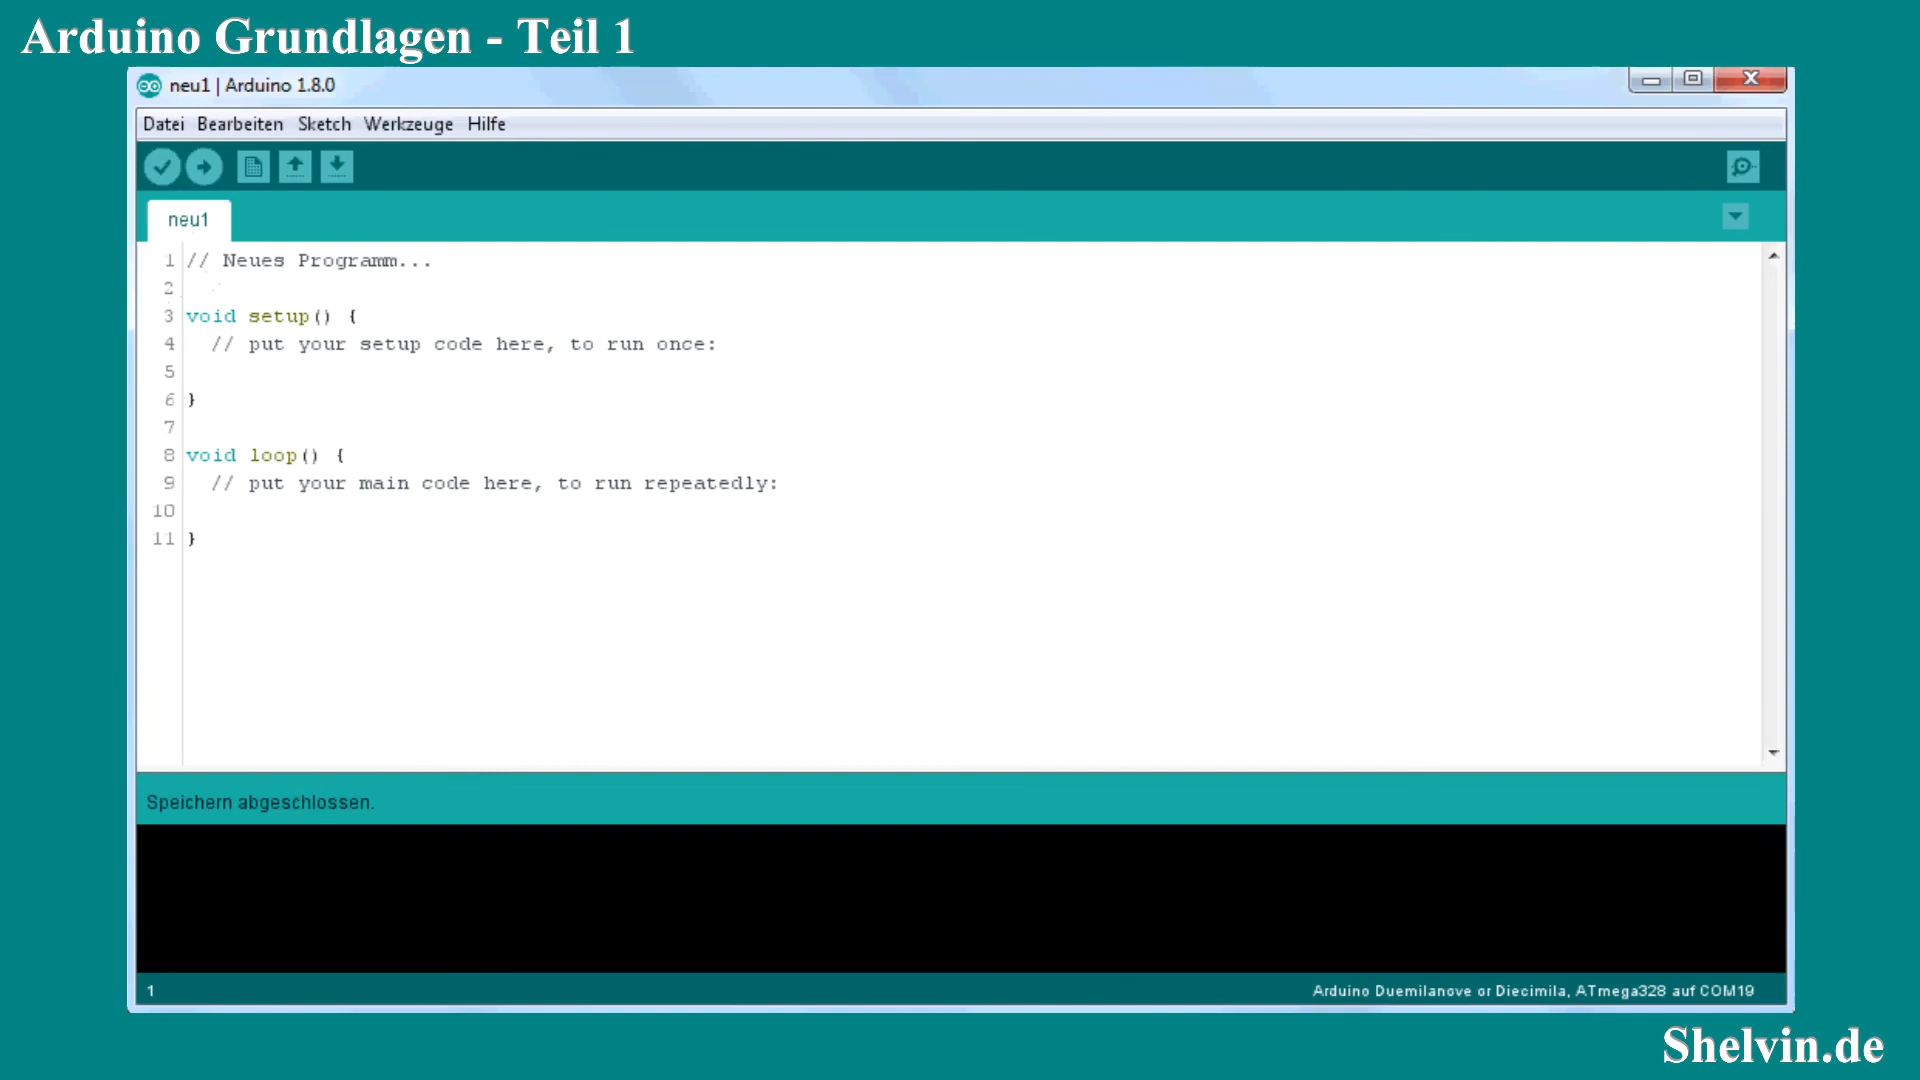 Arduino Grundlagen - Teil 1
neu1 | Arduino 1.8.0
Datei Bearbeiten Sketch Werkzeuge Hilfe
neu1
1 // Neues Programm...
2
3 void setup() {
4   // put your setup code here, to run once:
5
6 }
7
8 void loop() {
9   // put your main code here, to run repeatedly:
10
11 }
Speichern abgeschlossen.
1 Arduino Duemilanove or Diecimila, ATmega328 auf COM19
Shelvin.de